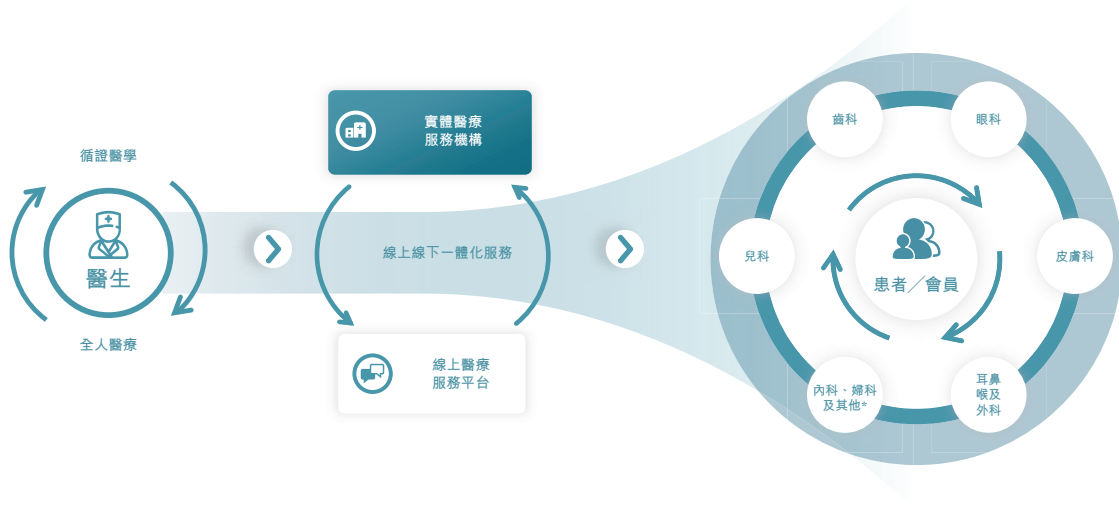 循證醫學
醫生
全人醫療
實體醫療
服務機構
線上線下一體化服務
線上醫療
服務平台
齒科
眼科
兒科
皮膚科
患者╱會員
內科、婦科
及其他*
耳鼻
喉及
外科